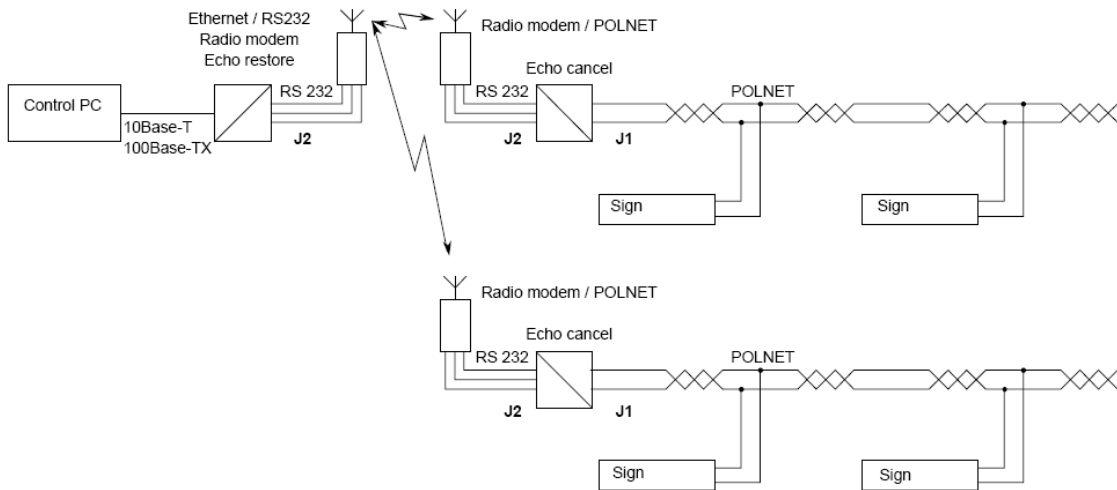 Ethernet / RS232
Radio modem
Echo restore
Control PC
10Base-T
100Base-TX
RS 232
J2
Radio modem / POLNET
Echo cancel
RS 232
J2
J1
POLNET
Sign
Sign
Radio modem / POLNET
Echo cancel
RS 232
J2
J1
POLNET
Sign
Sign